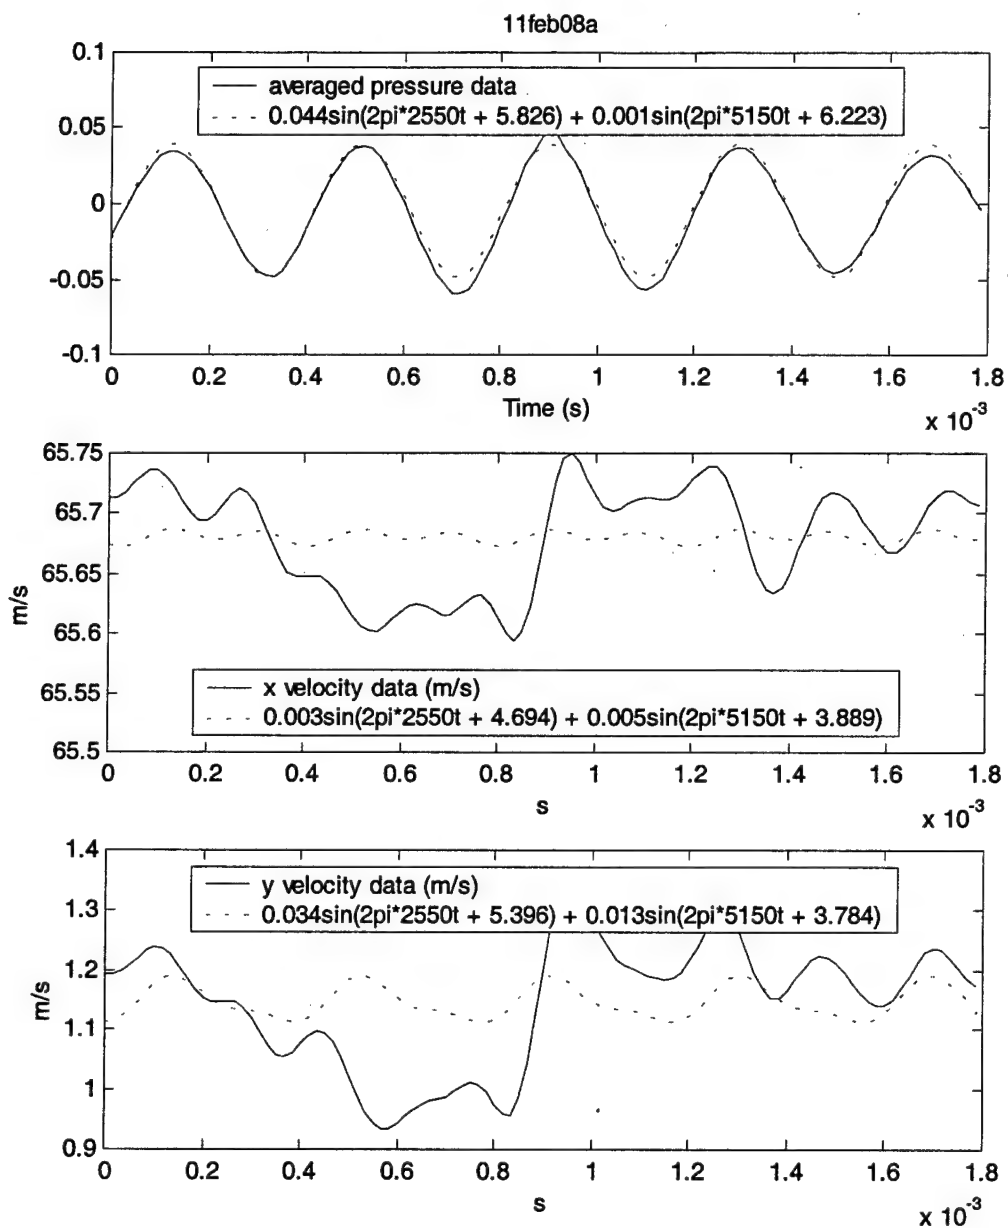 11feb08a
0.1
averaged pressure data
0.044sin(2pi*2550t + 5.826) + 0.001sin(2pi*5150t + 6.223)
0.05
0
-0.05
-0.1
0 0.2 0.4 0.6 0.8 1 1.2 1.4 1.6 1.8
Time (s)
x 10^-3
65.75
65.7
65.65
65.6
65.55
65.5
m/s
x velocity data (m/s)
0.003sin(2pi*2550t + 4.694) + 0.005sin(2pi*5150t + 3.889)
0 0.2 0.4 0.6 0.8 1 1.2 1.4 1.6 1.8
s
x 10^-3
1.4
y velocity data (m/s)
0.034sin(2pi*2550t + 5.396) + 0.013sin(2pi*5150t + 3.784)
1.3
1.2
1.1
1
0.9
m/s
0 0.2 0.4 0.6 0.8 1 1.2 1.4 1.6 1.8
s
x 10^-3